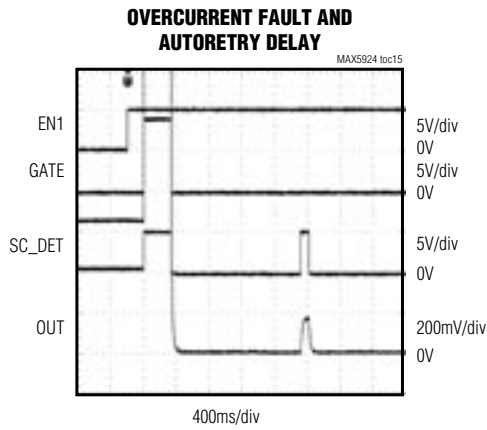 OVERCURRENT FAULT AND
AUTORETRY DELAY
MAX5924 toc15
EN1
5V/div
0V
GATE
5V/div
0V
SC_DET
5V/div
0V
OUT
200mV/div
0V
400ms/div